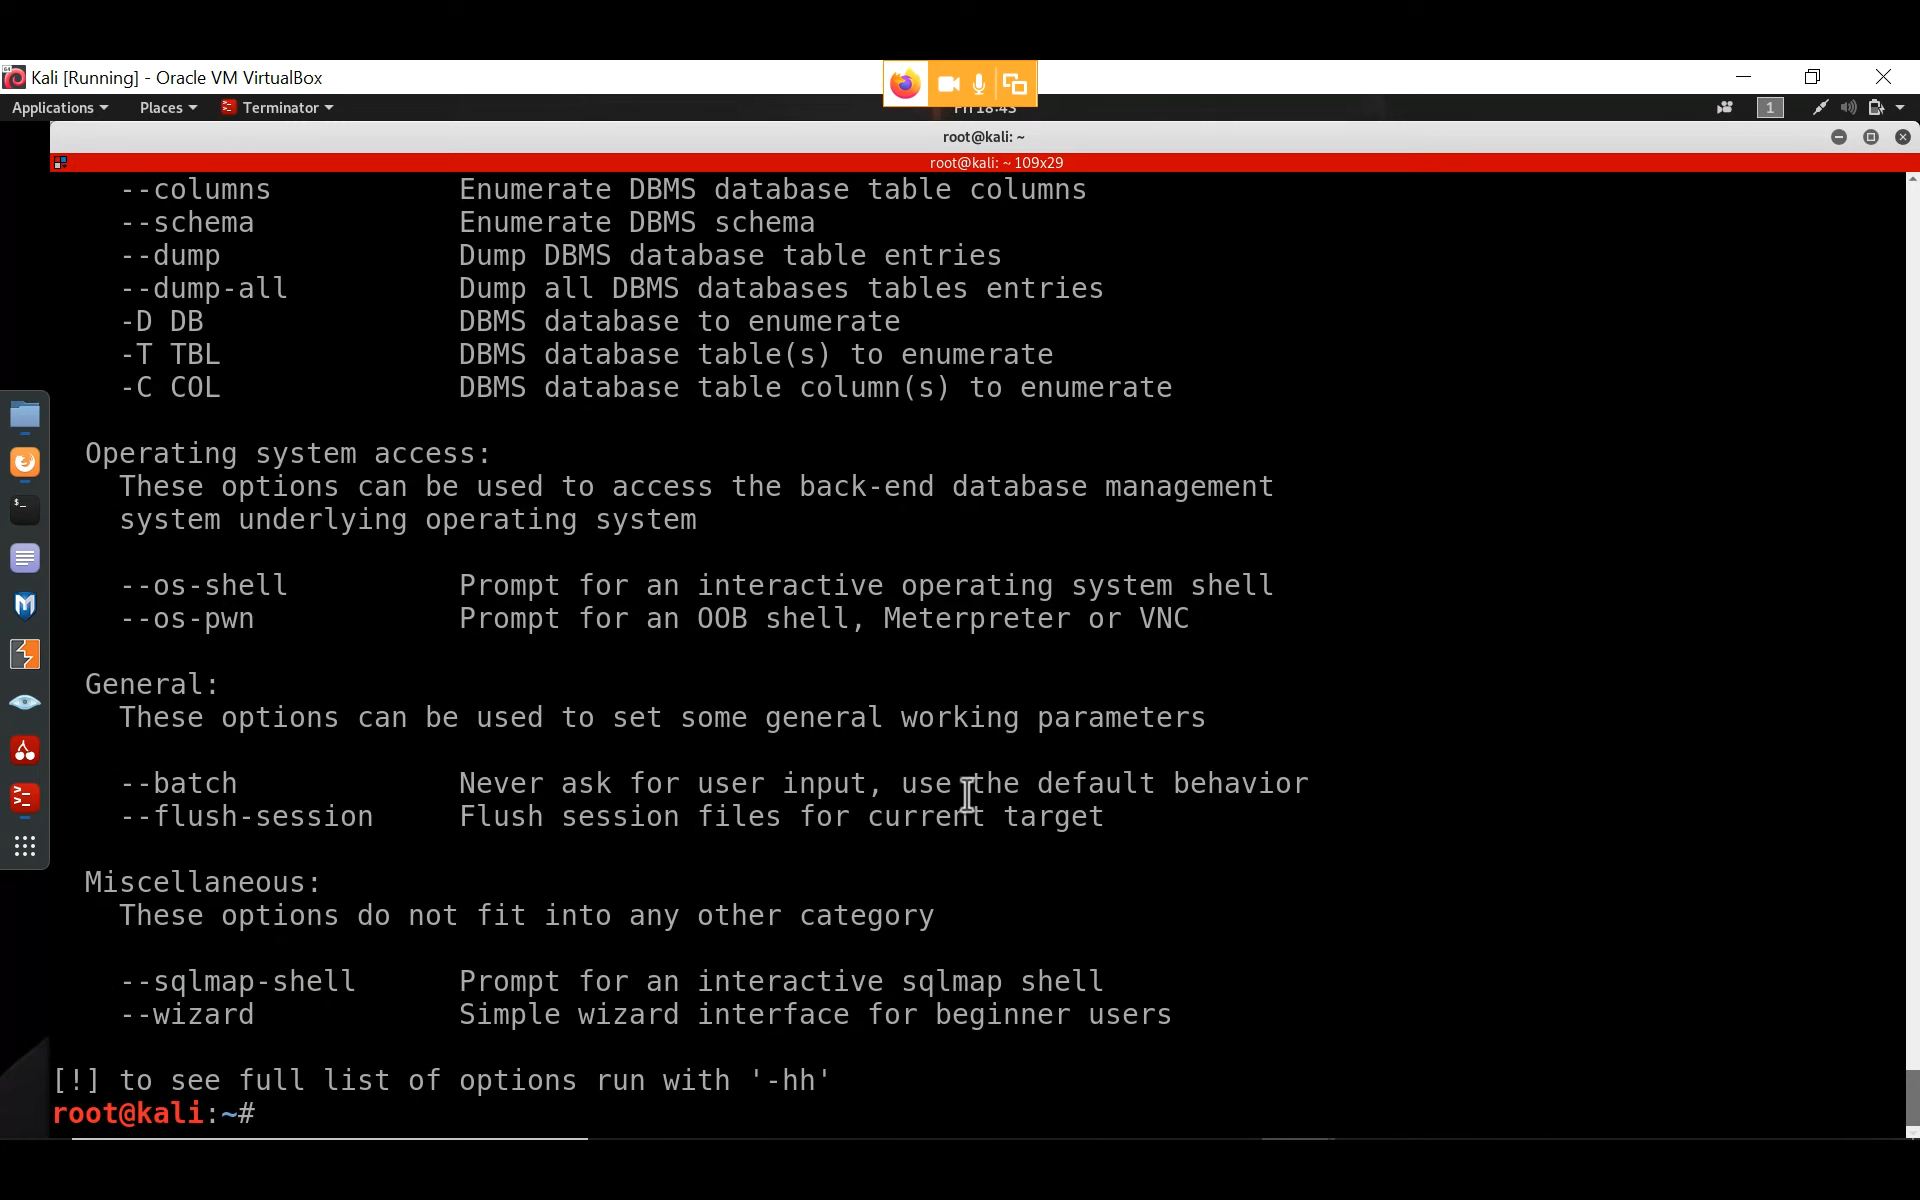 Kali [Running] - Oracle VM VirtualBox
Applications Places Terminator 1
root@kali: ~
root@kali: ~ 109x29
--columns Enumerate DBMS database table columns
--schema Enumerate DBMS schema
--dump Dump DBMS database table entries
--dump-all Dump all DBMS databases tables entries
-D DB DBMS database to enumerate
-T TBL DBMS database table(s) to enumerate
-C COL DBMS database table column(s) to enumerate
Operating system access:
These options can be used to access the back-end database management
system underlying operating system
--os-shell Prompt for an interactive operating system shell
--os-pwn Prompt for an OOB shell, Meterpreter or VNC
General:
These options can be used to set some general working parameters
--batch Never ask for user input, use the default behavior
--flush-session Flush session files for current target
Miscellaneous:
These options do not fit into any other category
--sqlmap-shell Prompt for an interactive sqlmap shell
--wizard Simple wizard interface for beginner users
[!] to see full list of options run with '-hh'
root@kali:~#